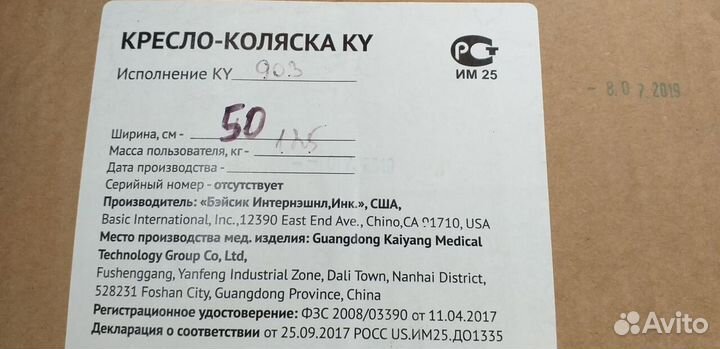 КРЕСЛО-КОЛЯСКА KY
Исполнение KY 903
РСТ
ИМ 25
- 8.0 7.2019
Ширина, см - 50
Масса пользователя, кг - 125
Дата производства -
Серийный номер - отсутствует
Производитель: «Бэйсик Интернэшнл,Инк.», США,
Basic International, Inc.,12390 East End Ave., Chino,CA 91710, USA
Место производства мед. изделия: Guangdong Kaiyang Medical
Technology Group Co, Ltd,
Fushenggang, Yanfeng Industrial Zone, Dali Town, Nanhai District,
528231 Foshan City, Guangdong Province, China
Регистрационное удостоверение: ФЗС 2008/03390 от 11.04.2017
Декларация о соответствии от 25.09.2017 РОСС US.ИМ25.ДО1335
Avito